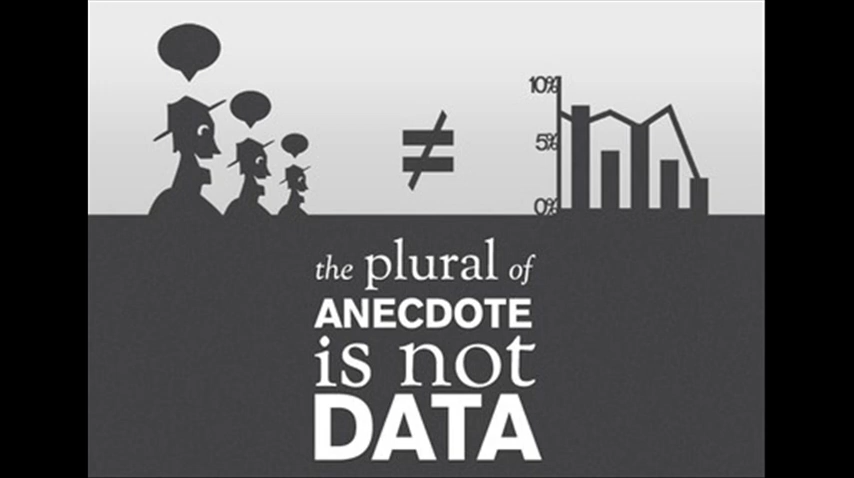 10%
≠
5%
0%
the plural of
ANECDOTE
is not
DATA